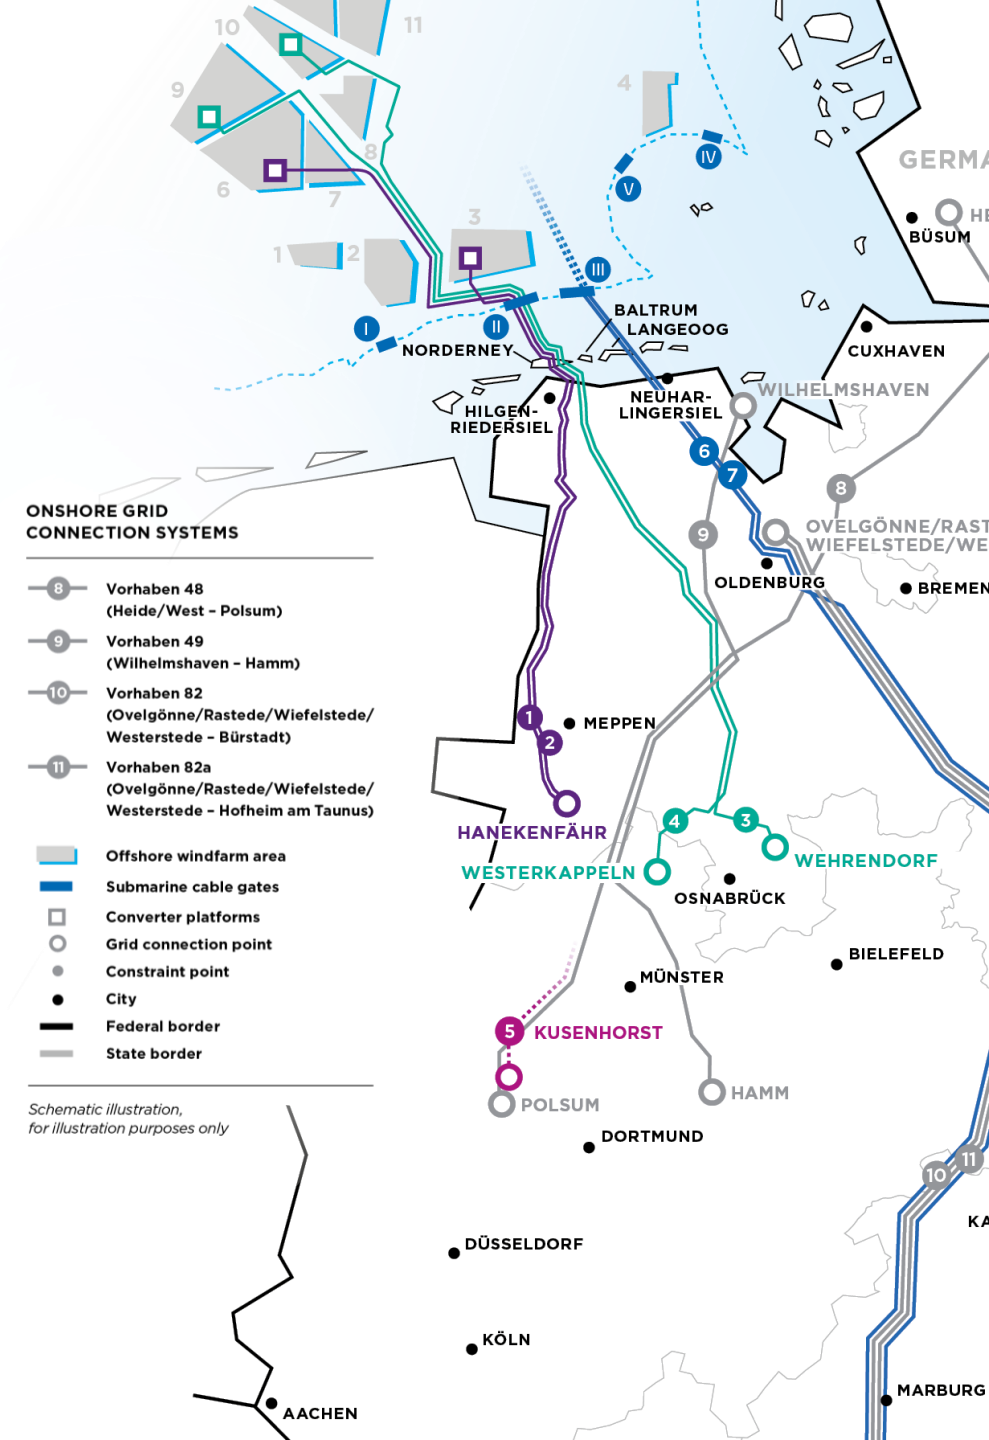 10
11
9
4
8
IV
GERMA
6
V
7
HE
3
BÜSUM
1
2
III
BALTRUM
I
II
LANGEOOG
NORDERNEY
CUXHAVEN
WILHELMSHAVEN
HILGEN-
RIEDERSIEL
NEUHAR-
LINGERSIEL
6
7
8
ONSHORE GRID
CONNECTION SYSTEMS
9
OVELGÖNNE/RAST
WIEFELSTEDE/WE
OLDENBURG
BREMEN
8 Vorhaben 48
(Heide/West – Polsum)
9 Vorhaben 49
(Wilhelmshaven – Hamm)
10 Vorhaben 82
(Ovelgönne/Rastede/Wiefelstede/
Westerstede – Bürstadt)
11 Vorhaben 82a
(Ovelgönne/Rastede/Wiefelstede/
Westerstede – Hofheim am Taunus)
1
2
MEPPEN
HANEKENFÄHR
4
3
WESTERKAPPELN
WEHRENDORF
OSNABRÜCK
Offshore windfarm area
Submarine cable gates
Converter platforms
Grid connection point
Constraint point
City
Federal border
State border
BIELEFELD
MÜNSTER
5 KUSENHORST
POLSUM
HAMM
Schematic illustration,
for illustration purposes only
DORTMUND
10
11
KA
DÜSSELDORF
KÖLN
MARBURG
AACHEN